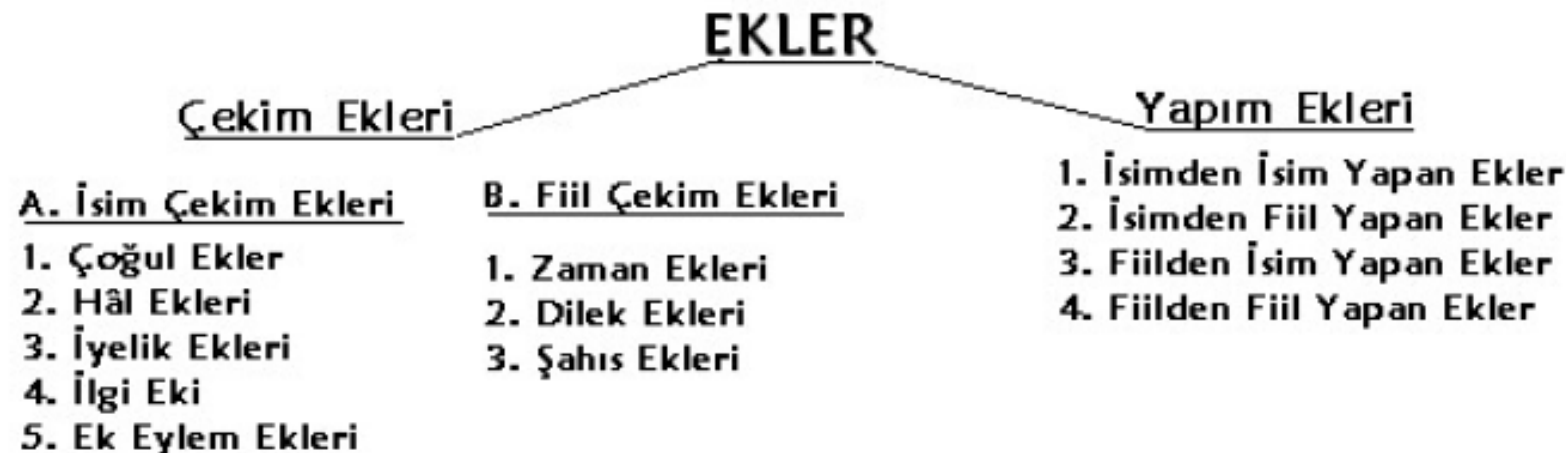 EKLER
Çekim Ekleri
A. İsim Çekim Ekleri
1. Çoğul Ekler
2. Hâl Ekleri
3. İyelik Ekleri
4. İlgi Eki
5. Ek Eylem Ekleri
B. Fiil Çekim Ekleri
1. Zaman Ekleri
2. Dilek Ekleri
3. Şahıs Ekleri
Yapım Ekleri
1. İsimden İsim Yapan Ekler
2. İsimden Fiil Yapan Ekler
3. Fiilden İsim Yapan Ekler
4. Fiilden Fiil Yapan Ekler